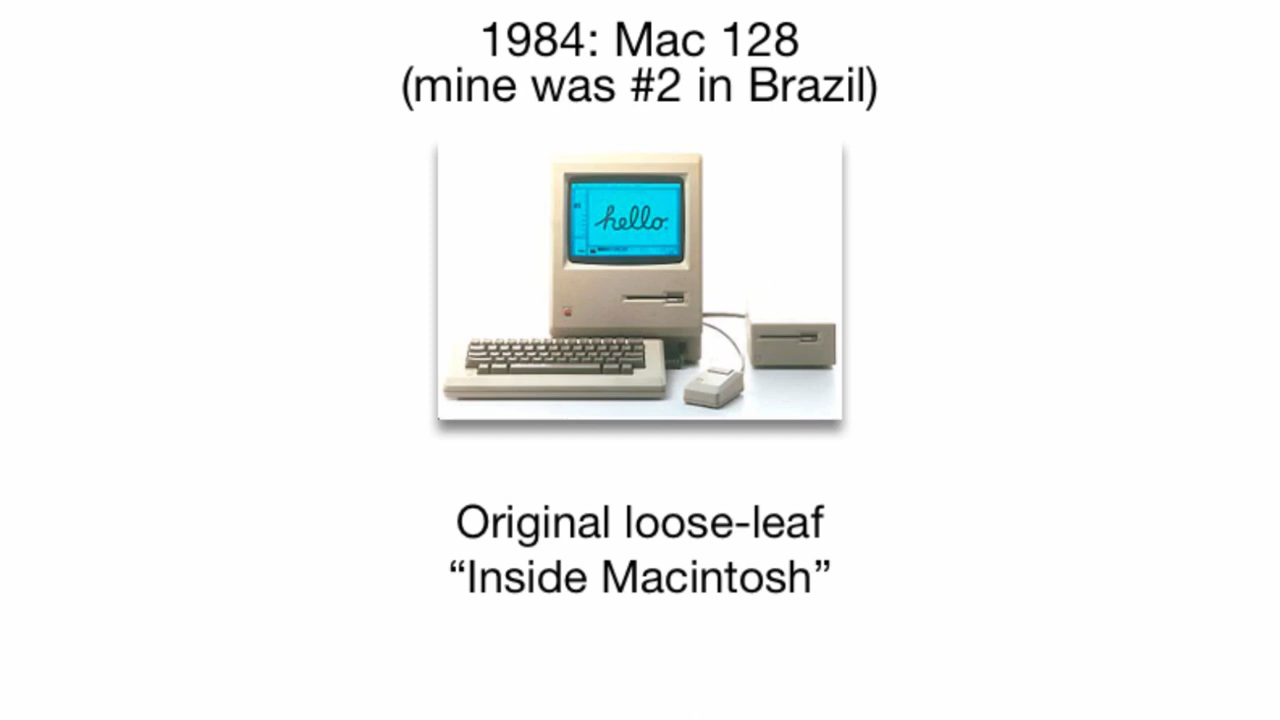 1984: Mac 128
(mine was #2 in Brazil)
hello.
Original loose-leaf
“Inside Macintosh”